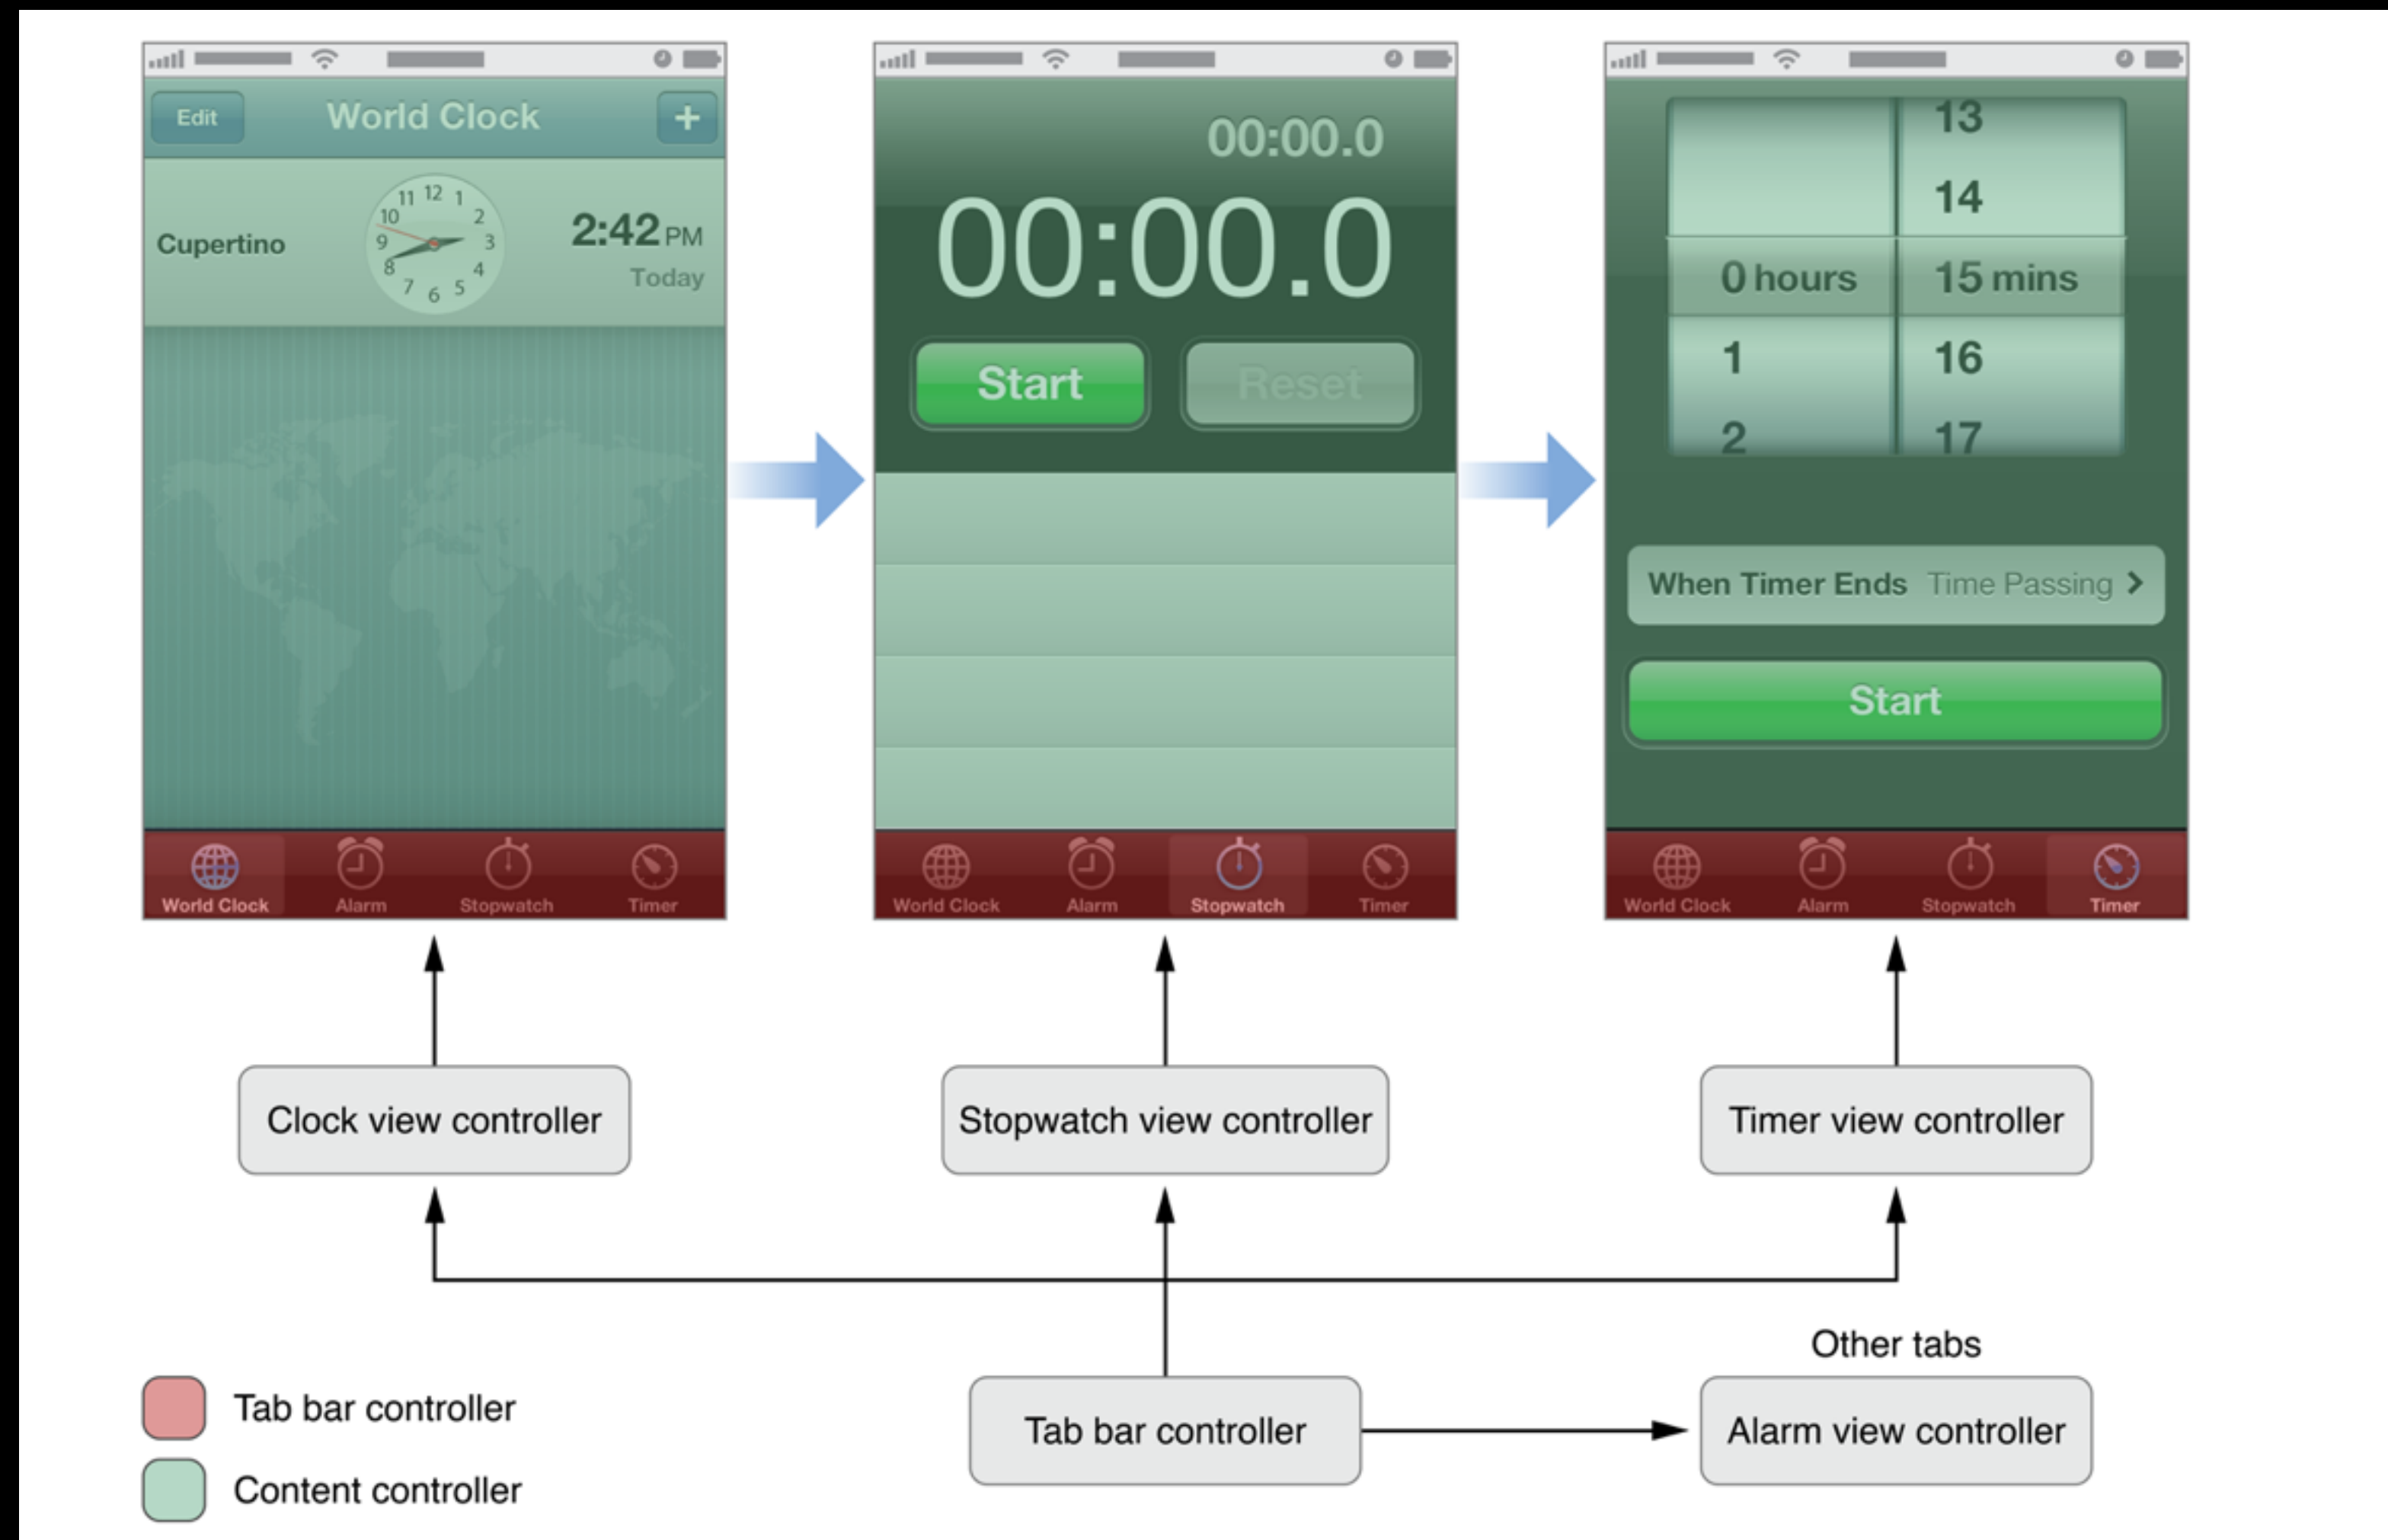 Edit World Clock +
Cupertino
12
1
2
3
4
5
6
7
8
9
10
11
2:42 PM
Today
World Clock Alarm Stopwatch Timer
00:00.0
00:00.0
Start Reset
World Clock Alarm Stopwatch Timer
13
14
0 hours 15 mins
1 16
2 17
When Timer Ends Time Passing
Start
World Clock Alarm Stopwatch Timer
Clock view controller
Stopwatch view controller
Timer view controller
Other tabs
Tab bar controller
Alarm view controller
Tab bar controller
Content controller